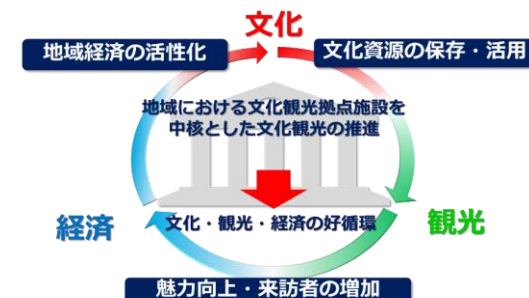 文化
地域経済の活性化
文化資源の保存・活用
地域における文化観光拠点施設を
中核とした文化観光の推進
経済
文化・観光・経済の好循環
観光
魅力向上・来訪者の増加